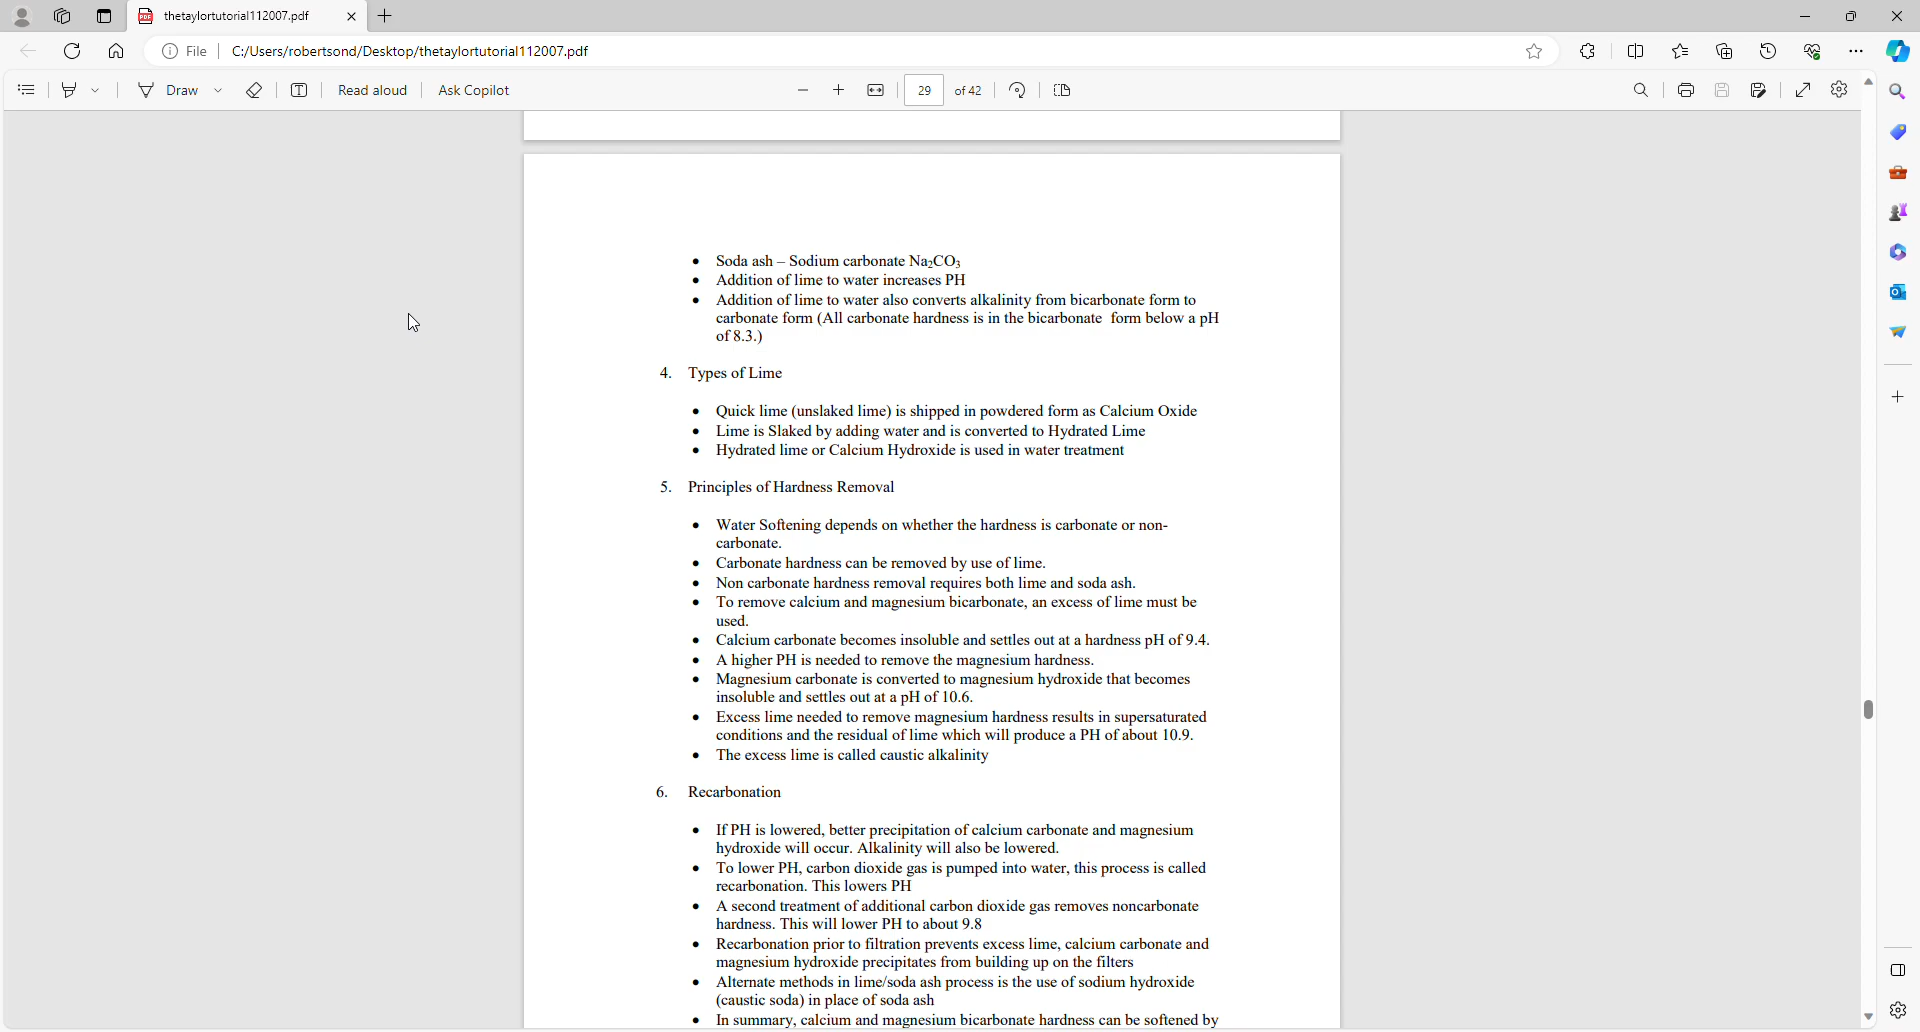 thetaylortutorial112007.pdf
File
C:/Users/robertsond/Desktop/thetaylortutorial112007.pdf
Draw
Read aloud
Ask Copilot
29 of 42
• Soda ash – Sodium carbonate Na₂CO₃
• Addition of lime to water increases PH
• Addition of lime to water also converts alkalinity from bicarbonate form to
carbonate form (All carbonate hardness is in the bicarbonate form below a pH
of 8.3.)
4. Types of Lime
• Quick lime (unslaked lime) is shipped in powdered form as Calcium Oxide
• Lime is Slaked by adding water and is converted to Hydrated Lime
• Hydrated lime or Calcium Hydroxide is used in water treatment
5. Principles of Hardness Removal
• Water Softening depends on whether the hardness is carbonate or non-
carbonate.
• Carbonate hardness can be removed by use of lime.
• Non carbonate hardness removal requires both lime and soda ash.
• To remove calcium and magnesium bicarbonate, an excess of lime must be
used.
• Calcium carbonate becomes insoluble and settles out at a hardness pH of 9.4.
• A higher PH is needed to remove the magnesium hardness.
• Magnesium carbonate is converted to magnesium hydroxide that becomes
insoluble and settles out at a pH of 10.6.
• Excess lime needed to remove magnesium hardness results in supersaturated
conditions and the residual of lime which will produce a PH of about 10.9.
• The excess lime is called caustic alkalinity
6. Recarbonation
• If PH is lowered, better precipitation of calcium carbonate and magnesium
hydroxide will occur. Alkalinity will also be lowered.
• To lower PH, carbon dioxide gas is pumped into water, this process is called
recarbonation. This lowers PH
• A second treatment of additional carbon dioxide gas removes noncarbonate
hardness. This will lower PH to about 9.8
• Recarbonation prior to filtration prevents excess lime, calcium carbonate and
magnesium hydroxide precipitates from building up on the filters
• Alternate methods in lime/soda ash process is the use of sodium hydroxide
(caustic soda) in place of soda ash
• In summary, calcium and magnesium bicarbonate hardness can be softened by